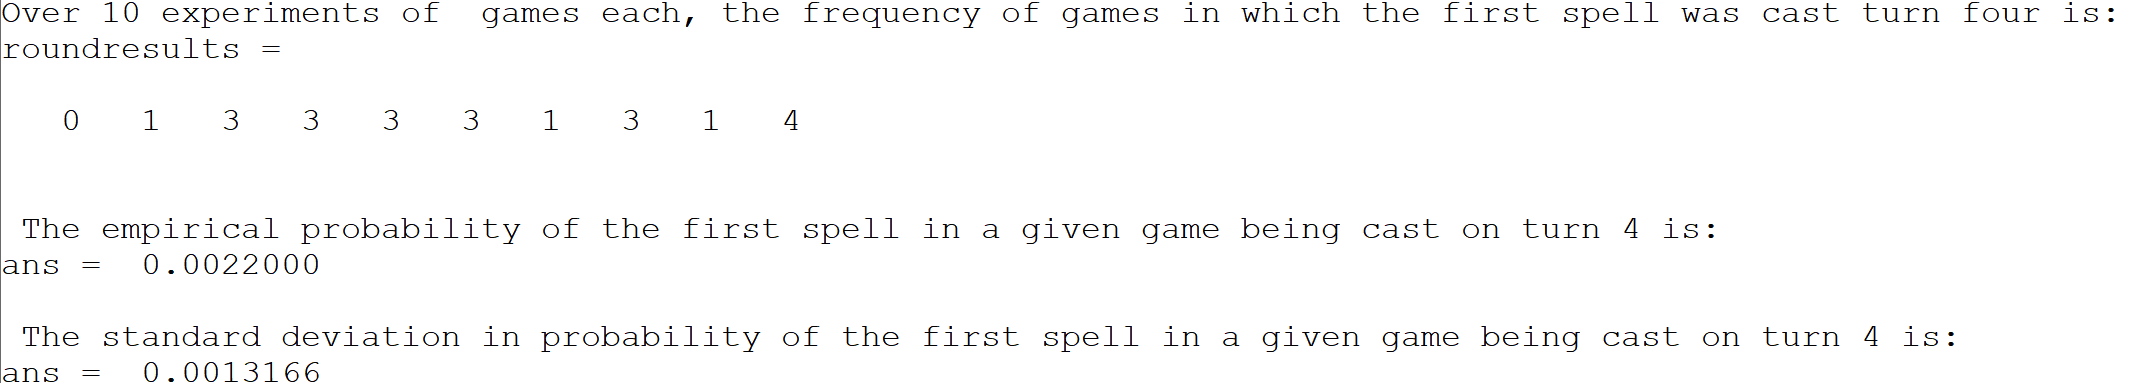 Over 10 experiments of  games each, the frequency of games in which the first spell was cast turn four is:
roundresults =
0 1 3 3 3 3 1 3 1 4
The empirical probability of the first spell in a given game being cast on turn 4 is:
ans = 0.0022000
The standard deviation in probability of the first spell in a given game being cast on turn 4 is:
ans = 0.0013166